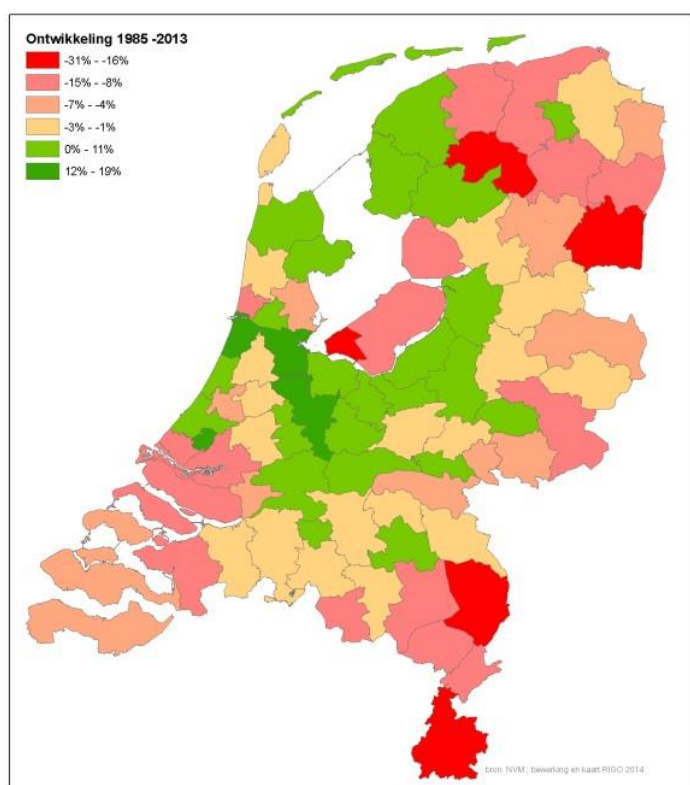 Ontwikkeling 1985 -2013
-31% - -16%
-15% - -8%
-7% - -4%
-3% - -1%
0% - 11%
12% - 19%
bron: NVM; bewerking en kaart RIGO 2014